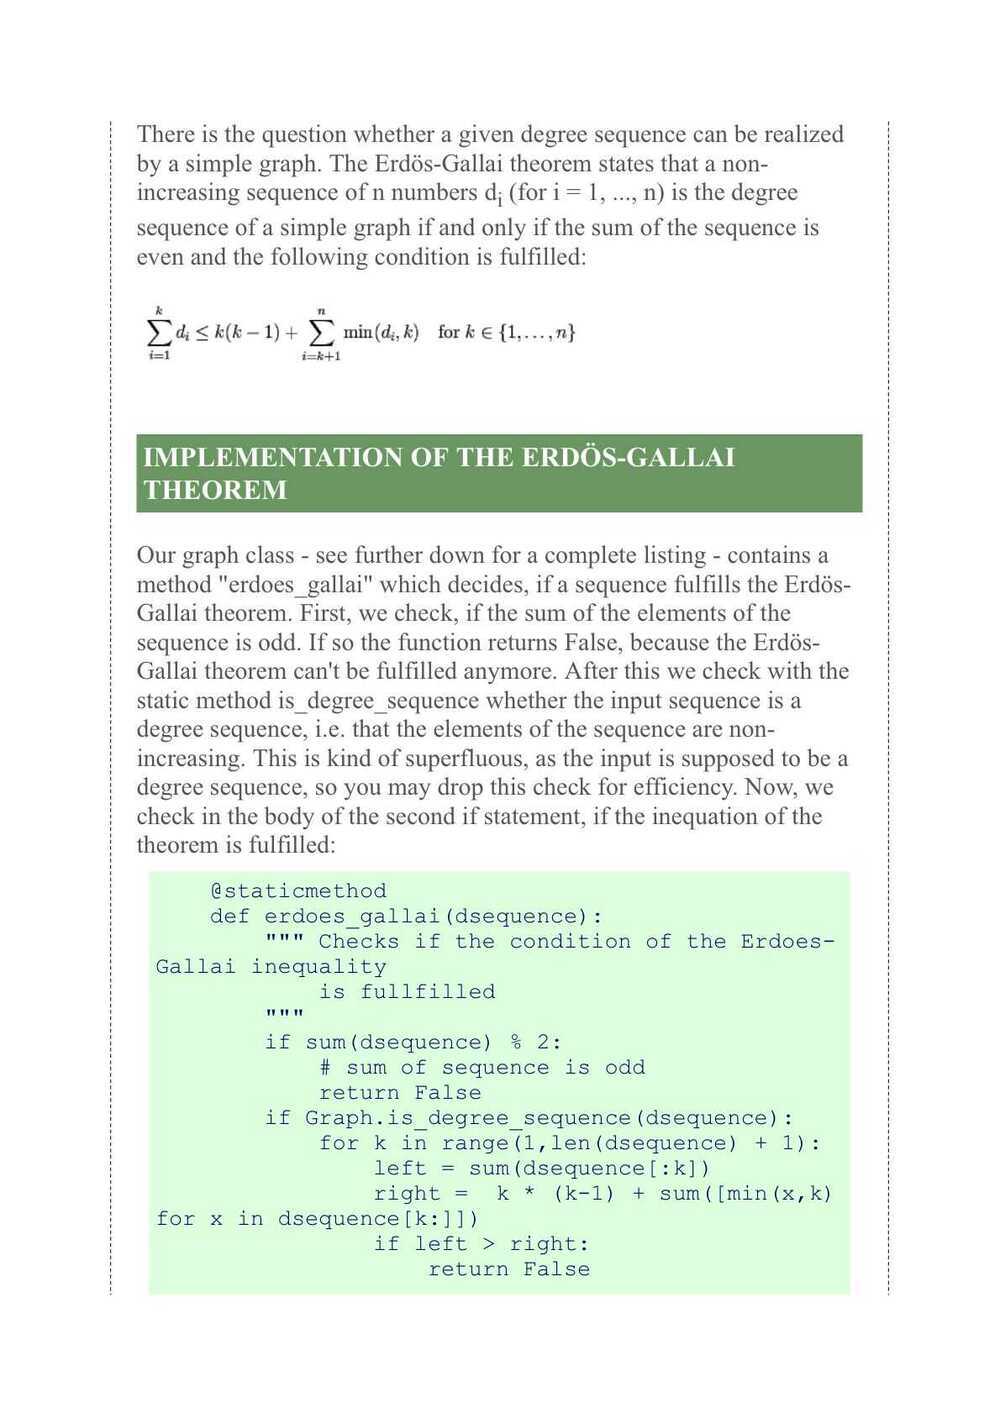 There is the question whether a given degree sequence can be realized
by a simple graph. The Erdös-Gallai theorem states that a non-
increasing sequence of n numbers di (for i = 1, ..., n) is the degree
sequence of a simple graph if and only if the sum of the sequence is
even and the following condition is fulfilled:
∑_{i=1}^{k} d_i ≤ k(k − 1) + ∑_{i=k+1}^{n} min(d_i, k) for k ∈ {1, . . . , n}
IMPLEMENTATION OF THE ERDÖS-GALLAI
THEOREM
Our graph class - see further down for a complete listing - contains a
method "erdoes_gallai" which decides, if a sequence fulfills the Erdös-
Gallai theorem. First, we check, if the sum of the elements of the
sequence is odd. If so the function returns False, because the Erdös-
Gallai theorem can't be fulfilled anymore. After this we check with the
static method is_degree_sequence whether the input sequence is a
degree sequence, i.e. that the elements of the sequence are non-
increasing. This is kind of superfluous, as the input is supposed to be a
degree sequence, so you may drop this check for efficiency. Now, we
check in the body of the second if statement, if the inequation of the
theorem is fulfilled:
    @staticmethod
    def erdoes_gallai(dsequence):
        """ Checks if the condition of the Erdoes-
Gallai inequality
            is fullfilled
        """
        if sum(dsequence) % 2:
            # sum of sequence is odd
            return False
        if Graph.is_degree_sequence(dsequence):
            for k in range(1,len(dsequence) + 1):
                left = sum(dsequence[:k])
                right =  k * (k-1) + sum([min(x,k)
for x in dsequence[k:]])
                if left > right:
                    return False